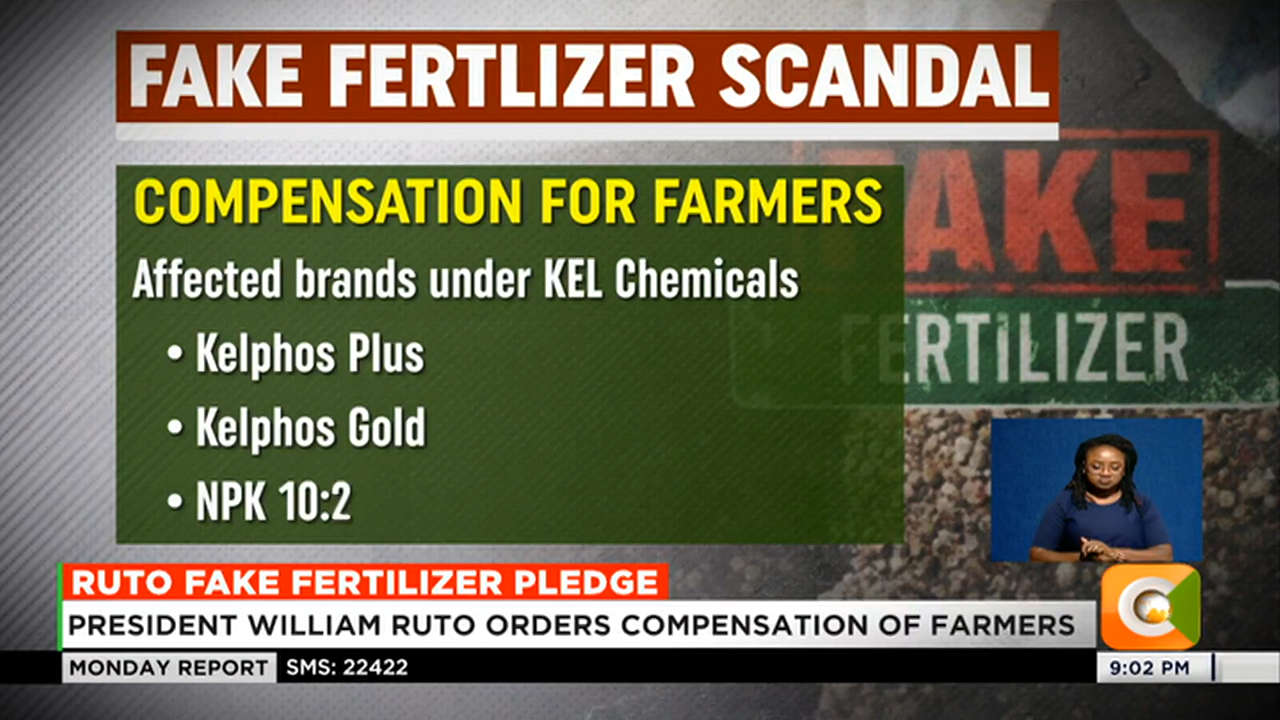 FAKE FERTLIZER SCANDAL
COMPENSATION FOR FARMERS
Affected brands under KEL Chemicals
• Kelphos Plus
• Kelphos Gold
• NPK 10:2
FAKE
FERTILIZER
RUTO FAKE FERTILIZER PLEDGE
PRESIDENT WILLIAM RUTO ORDERS COMPENSATION OF FARMERS
MONDAY REPORT SMS: 22422
9:02 PM